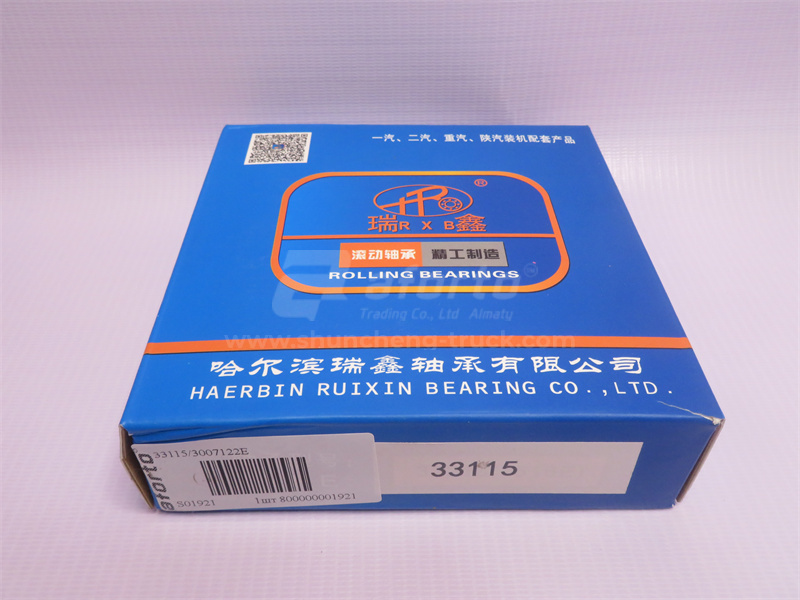 一汽、二汽、重汽、陕汽装机配套产品
®
瑞RXB鑫
滚动轴承 精工制造
ROLLING BEARINGS
aforto
Trading Co., Ltd Almaty
www.shuncheng-truck.com
哈尔滨瑞鑫轴承有限公司
HAERBIN RUIXIN BEARING CO.,LTD.
33115/3007122E
aforto
S01921
1шт 800000001921
33115